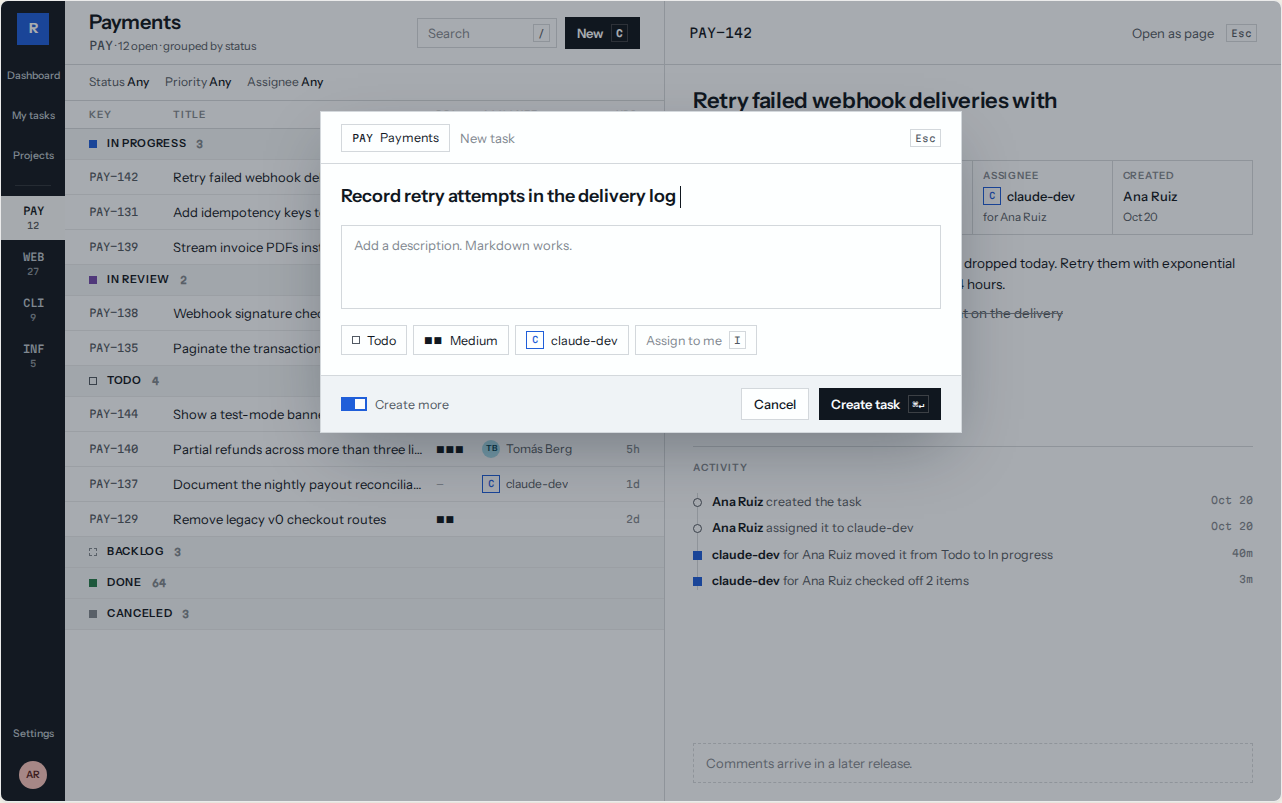 R
Dashboard
My tasks
Projects
PAY
12
WEB
27
CLI
9
INF
5
Settings
AR
Payments
PAY · 12 open · grouped by status
Search /
New C
Status Any Priority Any Assignee Any
KEY TITLE
IN PROGRESS 3
PAY-142 Retry failed webhook de
PAY-131 Add idempotency keys t
PAY-139 Stream invoice PDFs inst
IN REVIEW 2
PAY-138 Webhook signature chec
PAY-135 Paginate the transaction
TODO 4
PAY-144 Show a test-mode bann
PAY-140 Partial refunds across more than three li... TB Tomás Berg 5h
PAY-137 Document the nightly payout reconcilia... – C claude-dev 1d
PAY-129 Remove legacy v0 checkout routes 2d
BACKLOG 3
DONE 64
CANCELED 3
PAY Payments New task Esc
Record retry attempts in the delivery log
Add a description. Markdown works.
Todo Medium C claude-dev Assign to me I
Create more Cancel Create task ⌘↵
PAY-142 Open as page Esc
Retry failed webhook deliveries with
ASSIGNEE CREATED
C claude-dev Ana Ruiz
for Ana Ruiz Oct 20
dropped today. Retry them with exponential
hours.
on the delivery
ACTIVITY
Ana Ruiz created the task Oct 20
Ana Ruiz assigned it to claude-dev Oct 20
claude-dev for Ana Ruiz moved it from Todo to In progress 40m
claude-dev for Ana Ruiz checked off 2 items 3m
Comments arrive in a later release.